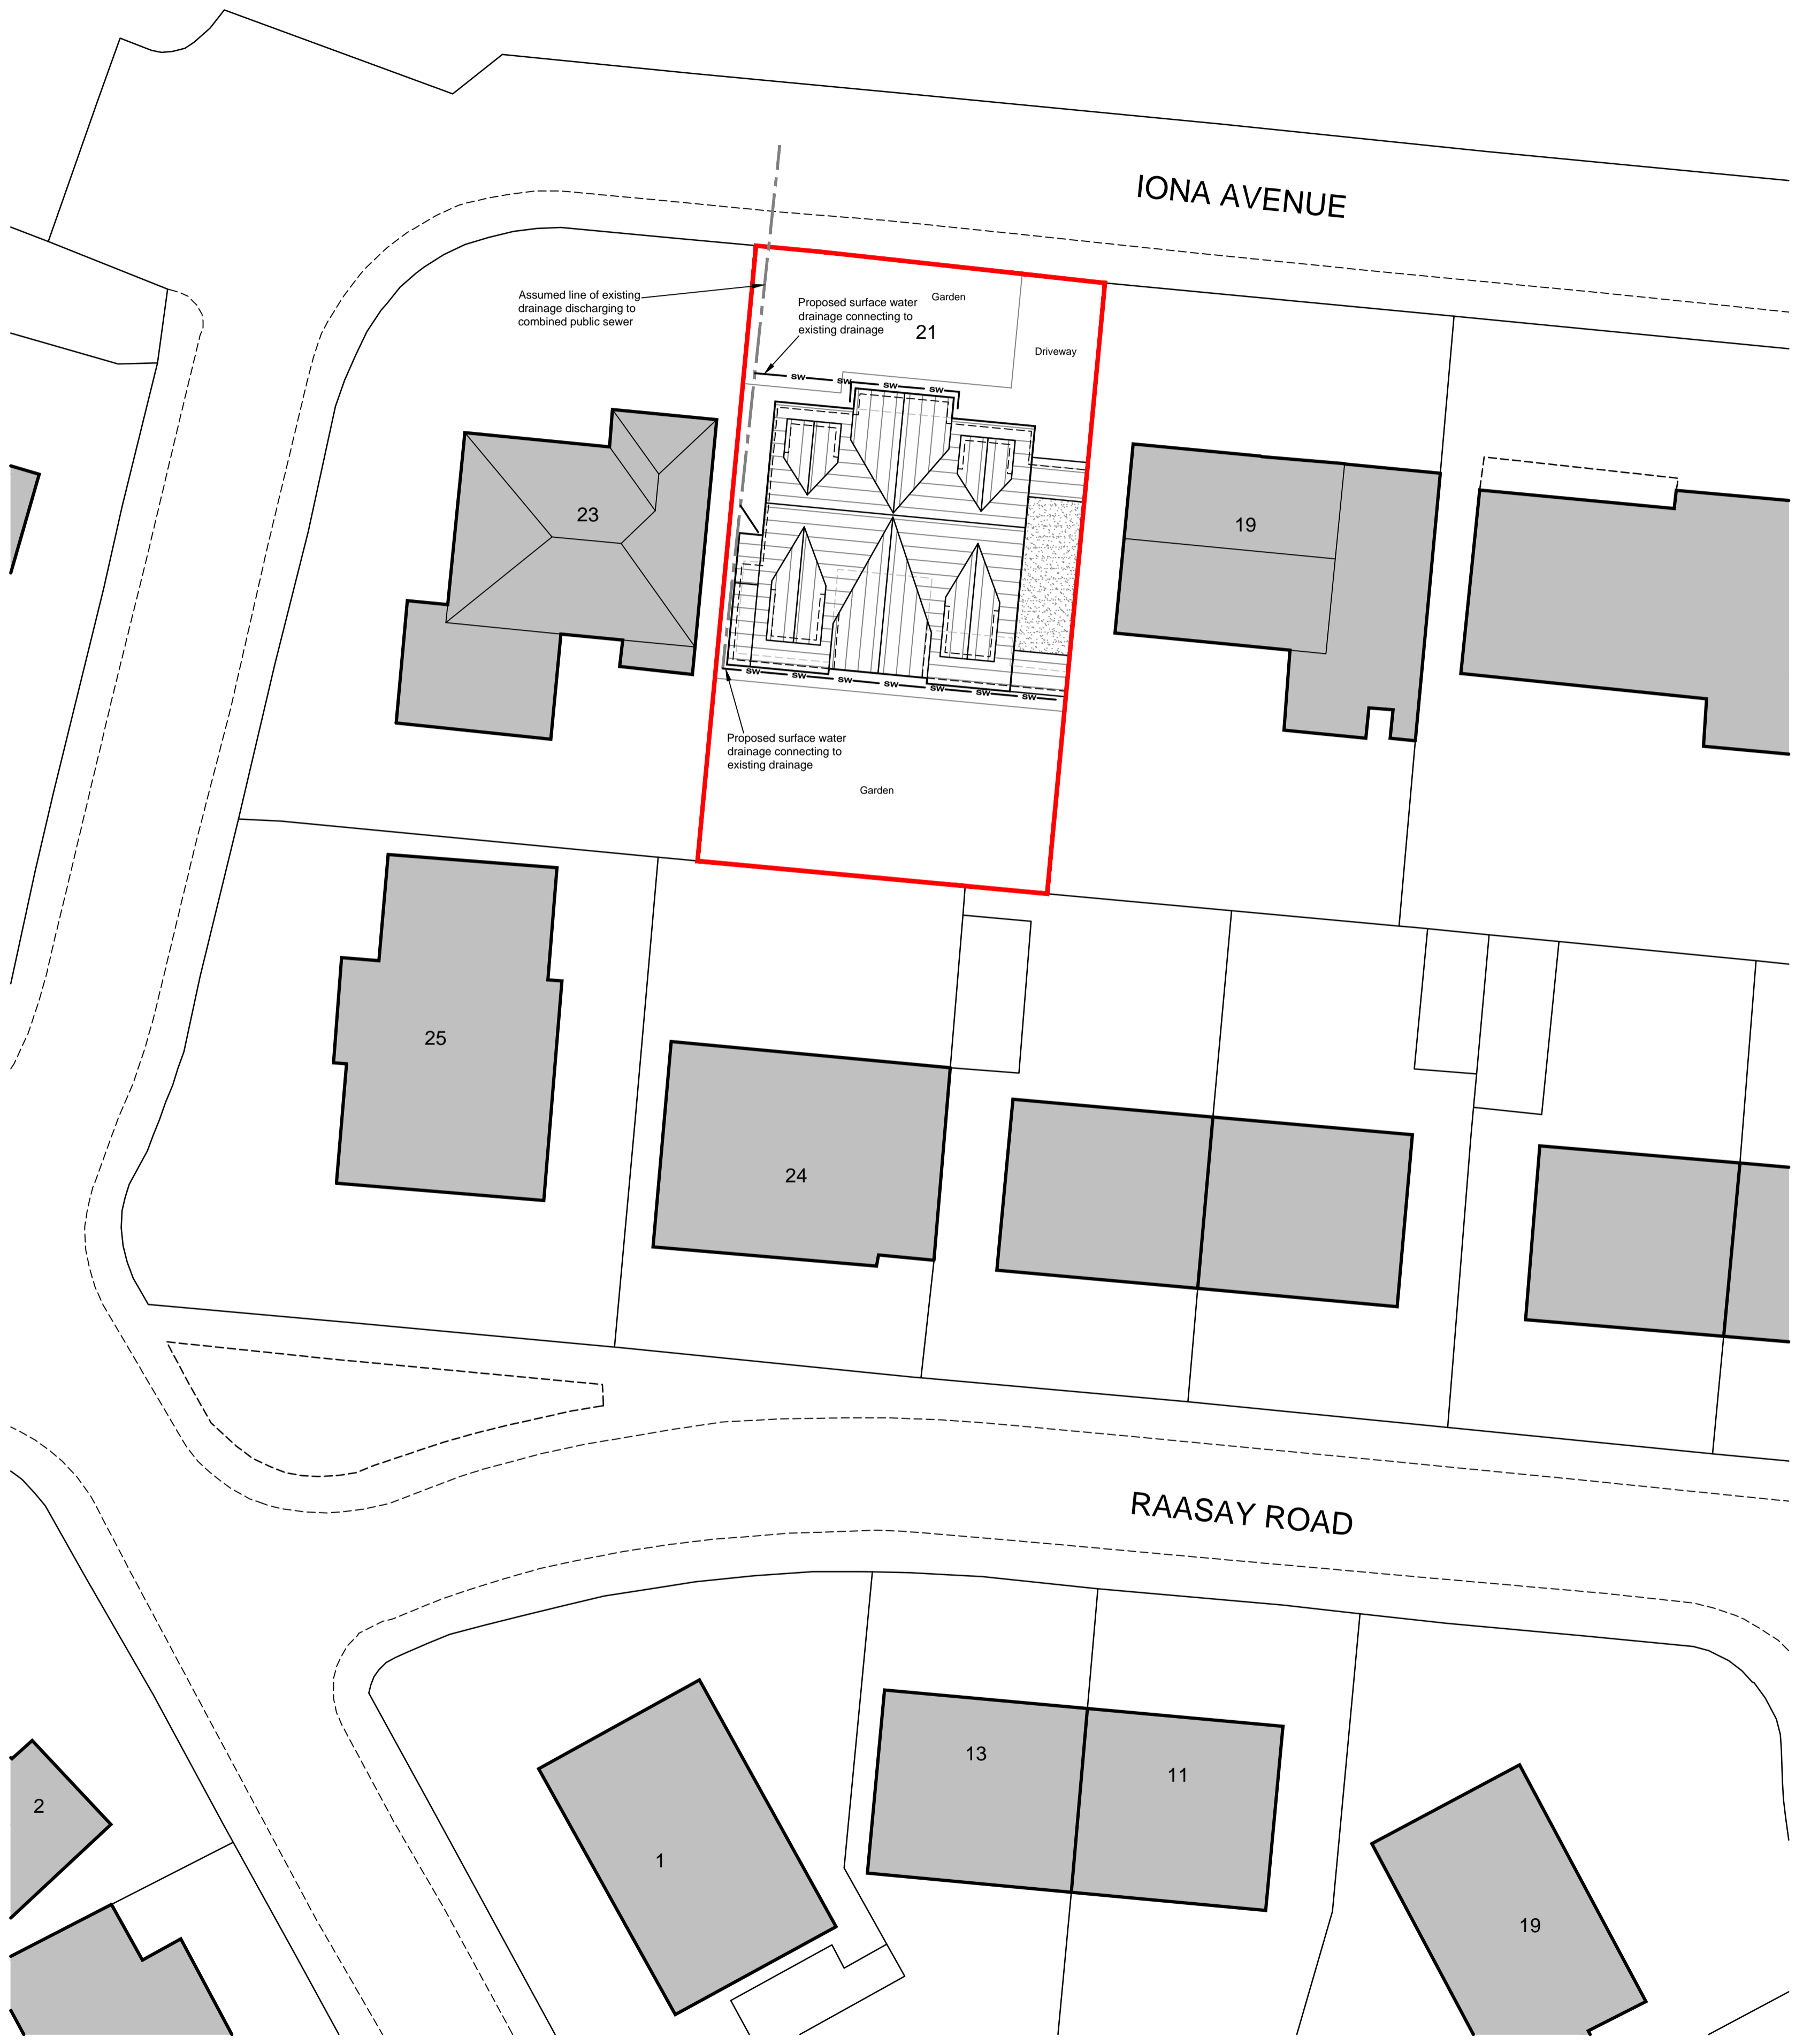 IONA AVENUE
Assumed line of existing
drainage discharging to
combined public sewer
Proposed surface water
drainage connecting to
existing drainage
Garden
21
Driveway
sw sw sw sw
23
19
sw sw sw sw sw sw sw
Proposed surface water
drainage connecting to
existing drainage
Garden
25
24
RAASAY ROAD
13
11
2
1
19